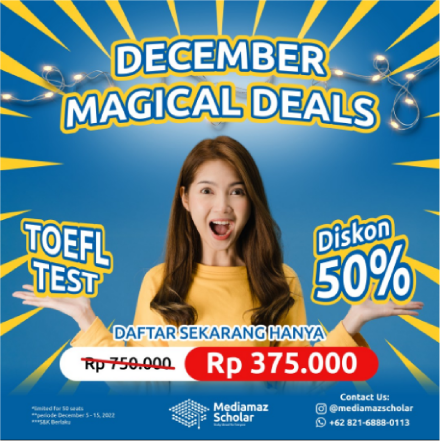 DECEMBER
MAGICAL DEALS
TOEFL
TEST
Diskon
50%
DAFTAR SEKARANG HANYA
Rp 750.000
Rp 375.000
*limited for 50 seats
**periode December 5 - 15, 2022
***S&K Berlaku
Mediamaz
Scholar
Contact Us:
@mediamazscholar
+62 821-6888-0113